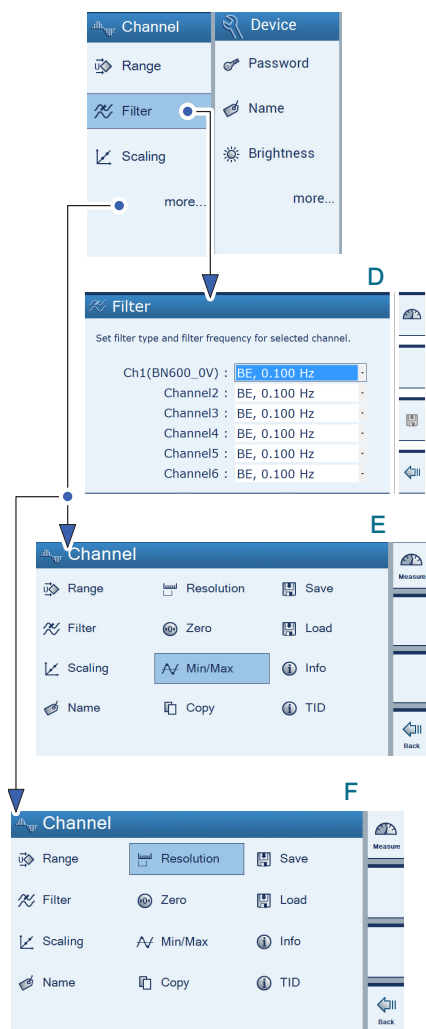 Channel Device
Range Password
Filter Name
Scaling Brightness
more... more...
D
Filter
Set filter type and filter frequency for selected channel.
Ch1(BN600_0V) : BE, 0.100 Hz
Channel2 : BE, 0.100 Hz
Channel3 : BE, 0.100 Hz
Channel4 : BE, 0.100 Hz
Channel5 : BE, 0.100 Hz
Channel6 : BE, 0.100 Hz
E
Channel
Measure
Range Resolution Save
Filter Zero Load
Scaling Min/Max Info
Name Copy TID
Back
F
Channel
Measure
Range Resolution Save
Filter Zero Load
Scaling Min/Max Info
Name Copy TID
Back